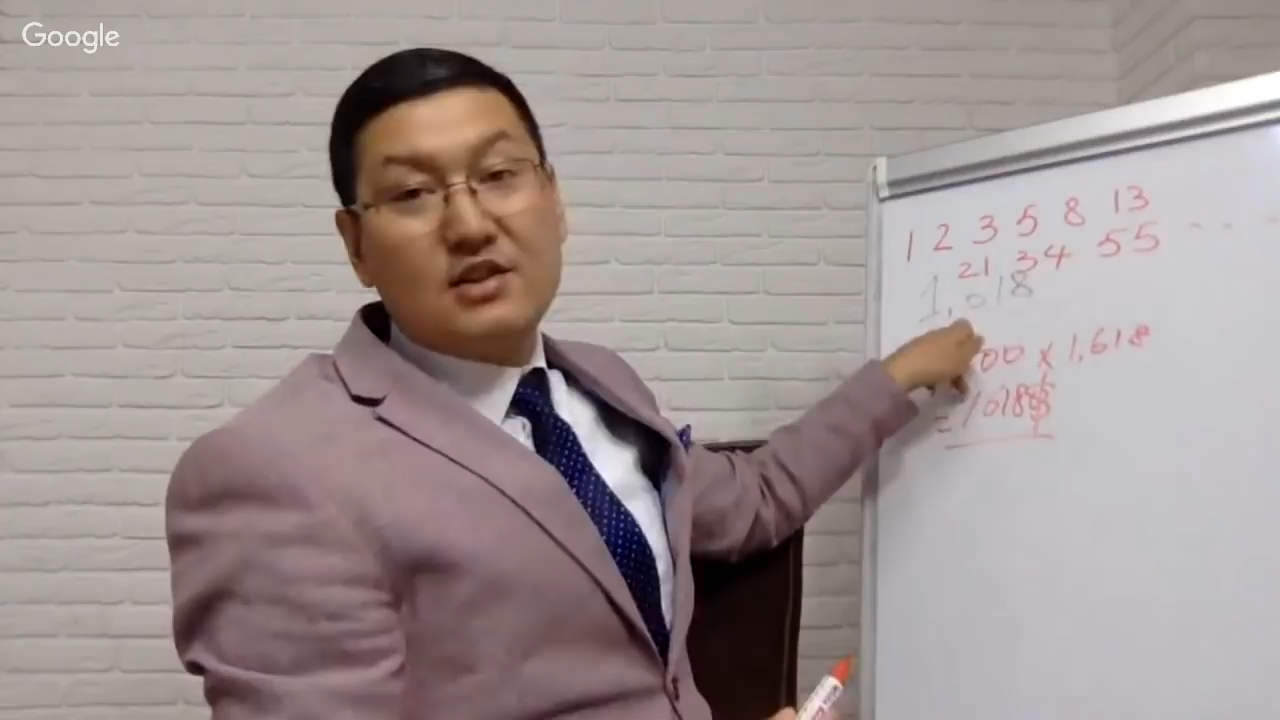 Google
1 2 3 5 8 13
21 34 55 . . . .
1,618
00 x 1,618